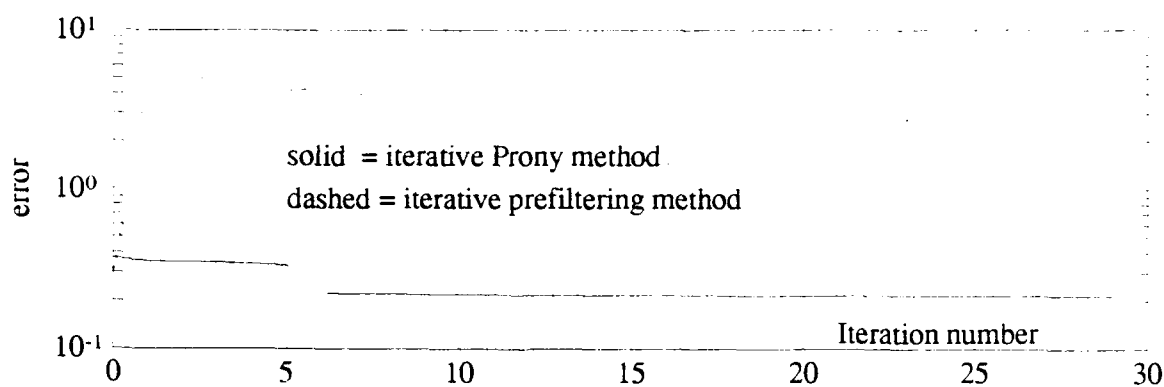 10¹
solid = iterative Prony method
10⁰
dashed = iterative prefiltering method
error
Iteration number
10⁻¹
0 5 10 15 20 25 30